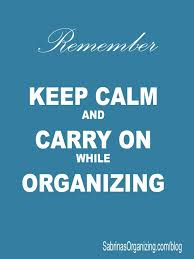 Remember
KEEP CALM
AND
CARRY ON
WHILE
ORGANIZING
SabrinasOrganizing.com/blog